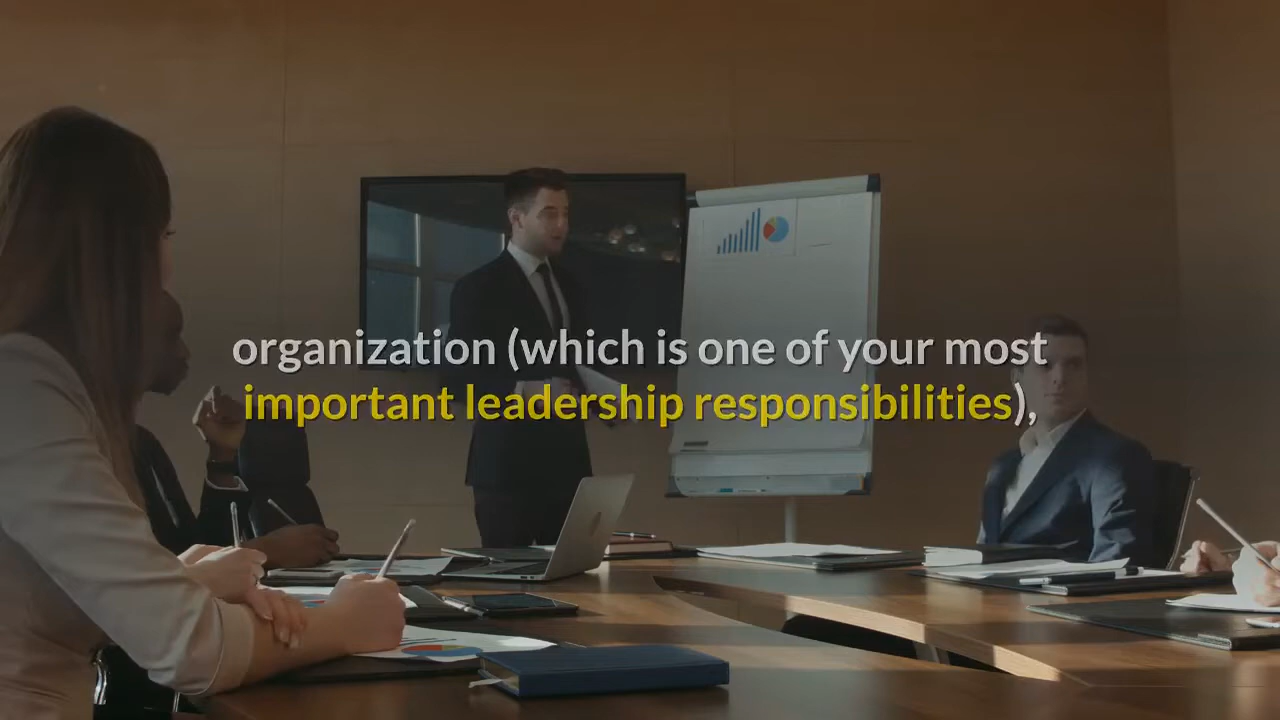 organization (which is one of your most
important leadership responsibilities),